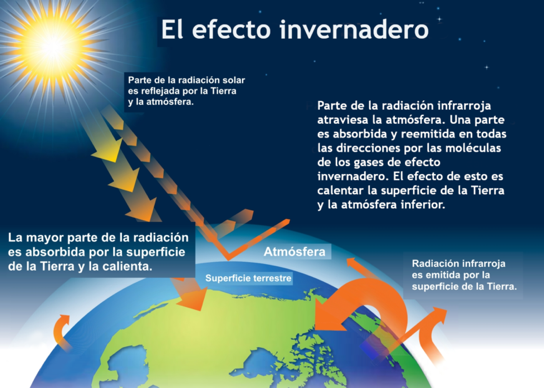 El efecto invernadero
Parte de la radiación solar
es reflejada por la Tierra
y la atmósfera.
Parte de la radiación infrarroja
atraviesa la atmósfera. Una parte
es absorbida y reemitida en todas
las direcciones por las moléculas
de los gases de efecto
invernadero. El efecto de esto es
calentar la superficie de la Tierra
y la atmósfera inferior.
La mayor parte de la radiación
es absorbida por la superficie
de la Tierra y la calienta.
Atmósfera
Superficie terrestre
Radiación infrarroja
es emitida por la
superficie de la Tierra.